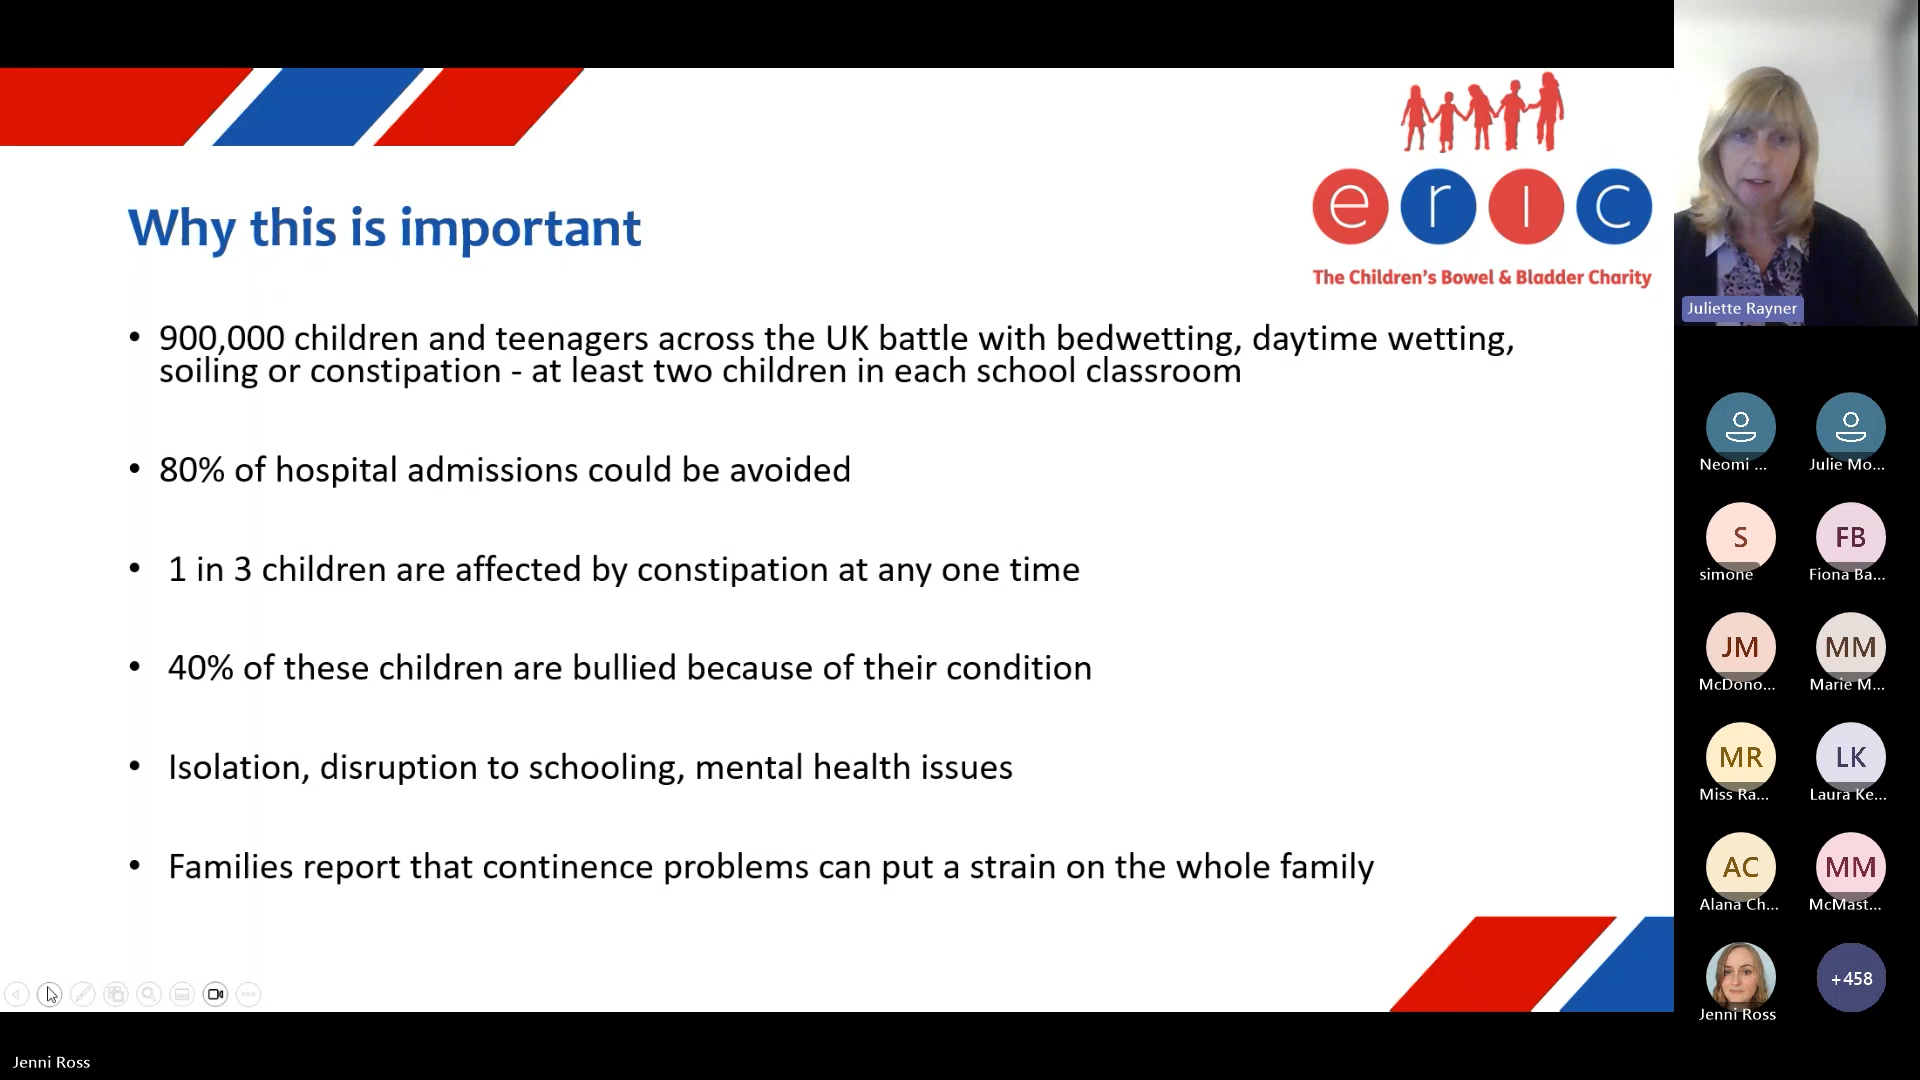 e r i c
The Children's Bowel & Bladder Charity
Why this is important
• 900,000 children and teenagers across the UK battle with bedwetting, daytime wetting,
soiling or constipation - at least two children in each school classroom
• 80% of hospital admissions could be avoided
• 1 in 3 children are affected by constipation at any one time
• 40% of these children are bullied because of their condition
• Isolation, disruption to schooling, mental health issues
• Families report that continence problems can put a strain on the whole family
Jenni Ross
Juliette Rayner
Neomi ...
Julie Mo...
S
simone
FB
Fiona Ba...
JM
McDono...
MM
Marie M...
MR
Miss Ra...
LK
Laura Ke...
AC
Alana Ch...
MM
McMast...
Jenni Ross
+458